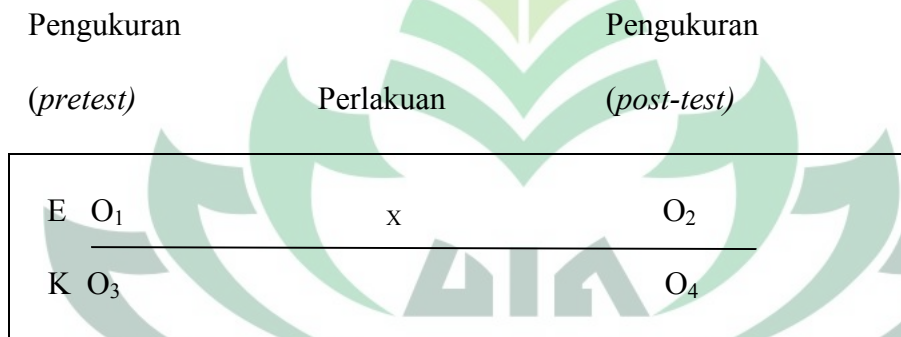 Pengukuran Pengukuran
(pretest) Perlakuan (post-test)
E O₁ X O₂
K O₃ O₄